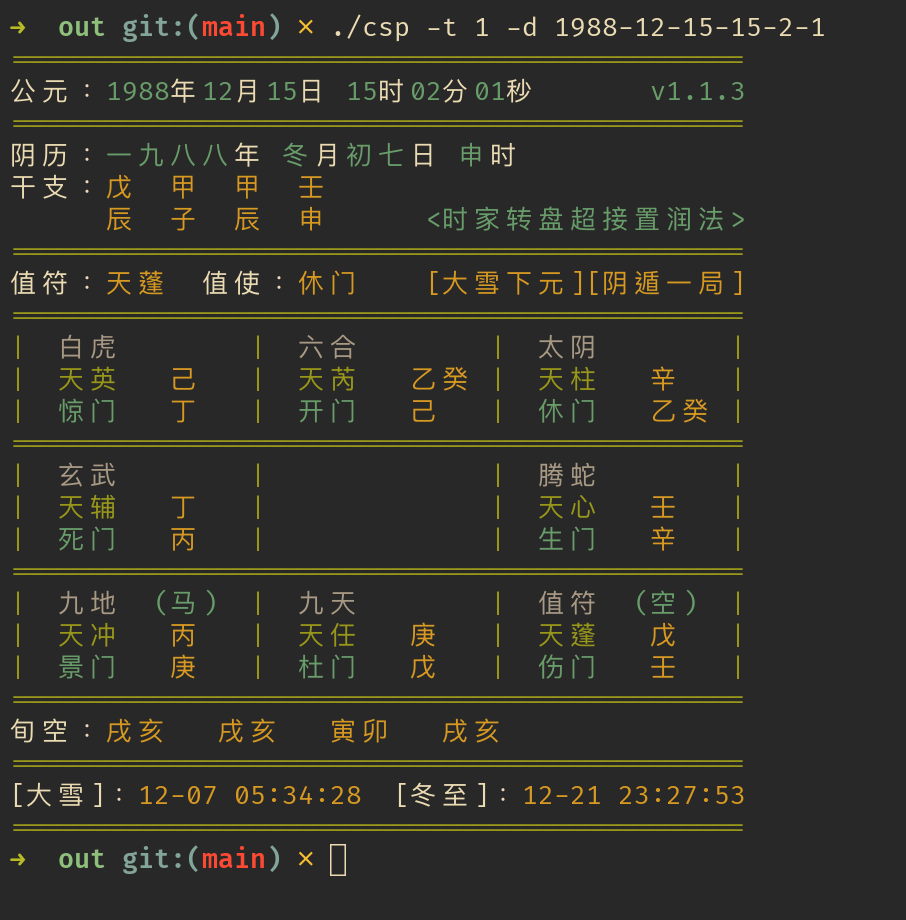 ➜ out git:(main) ✗ ./csp -t 1 -d 1988-12-15-15-2-1
公元：1988年12月15日 15时02分01秒 v1.1.3
阴历：一九八八年 冬月初七日 申时
干支：戊 甲 甲 壬
辰 子 辰 申 <时家转盘超接置润法>
值符：天蓬 值使：休门 [大雪下元][阴遁一局]
| 白虎 | 六合 | 太阴 |
| 天英 己 | 天芮 乙癸 | 天柱 辛 |
| 惊门 丁 | 开门 己 | 休门 乙癸 |
| 玄武 | | 腾蛇 |
| 天辅 丁 | | 天心 壬 |
| 死门 丙 | | 生门 辛 |
| 九地 （马） | 九天 | 值符 （空） |
| 天冲 丙 | 天任 庚 | 天蓬 戊 |
| 景门 庚 | 杜门 戊 | 伤门 壬 |
旬空：戌亥 戌亥 寅卯 戌亥
[大雪]：12-07 05:34:28 [冬至]：12-21 23:27:53
➜ out git:(main) ✗